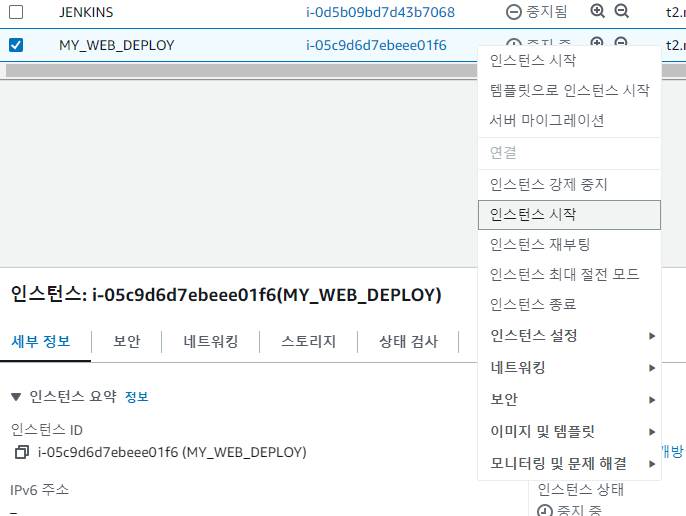 JENKINS i-0d5b09bd7d43b7068 중지됨 t2.
MY_WEB_DEPLOY i-05c9d6d7ebeee01f6 중지 중 t2.
인스턴스 시작
템플릿으로 인스턴스 시작
서버 마이그레이션
연결
인스턴스 강제 중지
인스턴스 시작
인스턴스 재부팅
인스턴스 최대 절전 모드
인스턴스 종료
인스턴스 설정
네트워킹
보안
이미지 및 템플릿
모니터링 및 문제 해결
인스턴스: i-05c9d6d7ebeee01f6(MY_WEB_DEPLOY)
세부 정보 보안 네트워킹 스토리지 상태 검사
인스턴스 요약 정보
인스턴스 ID
i-05c9d6d7ebeee01f6 (MY_WEB_DEPLOY)
개방
IPv6 주소
–
인스턴스 상태
중지 중